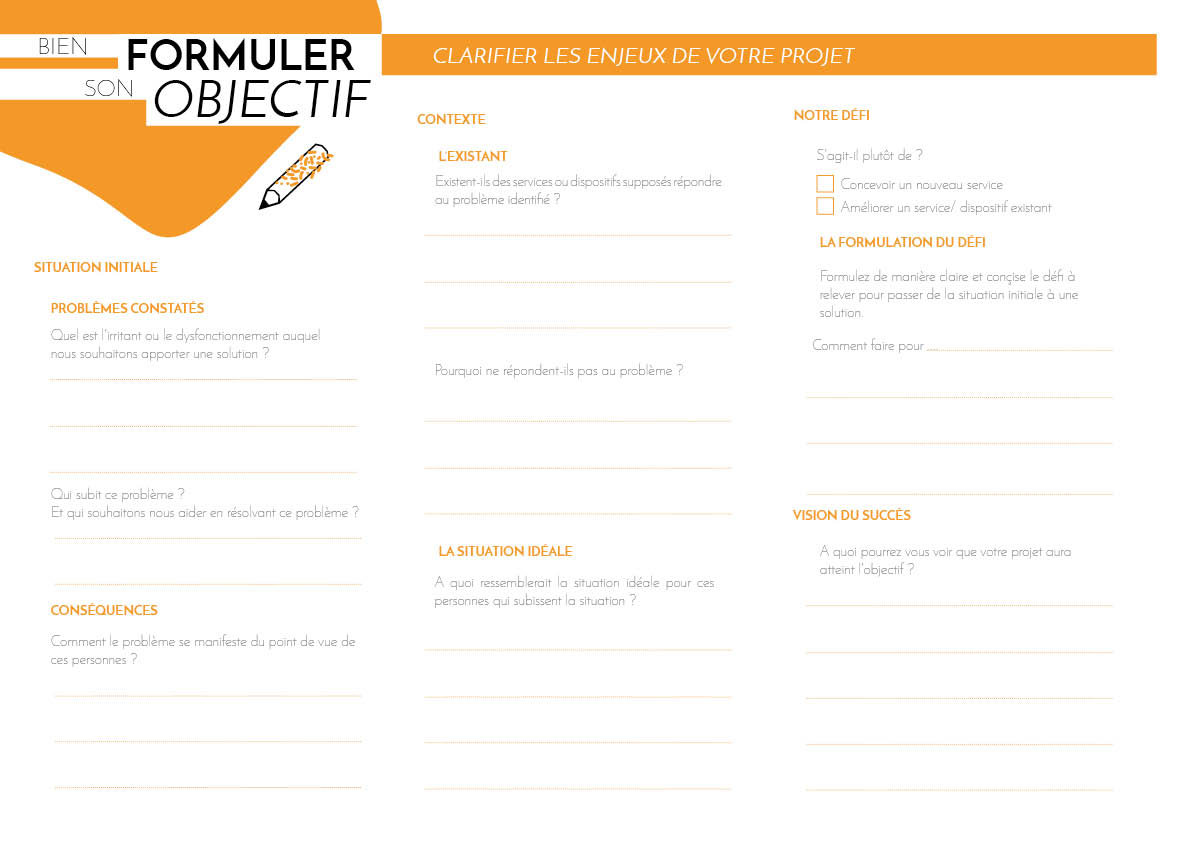 BIEN
FORMULER
SON
OBJECTIF
CLARIFIER LES ENJEUX DE VOTRE PROJET
SITUATION INITIALE
PROBLÈMES CONSTATÉS
Quel est l'irritant ou le dysfonctionnement auquel
nous souhaitons apporter une solution ?
Qui subit ce problème ?
Et qui souhaitons nous aider en résolvant ce problème ?
CONSÉQUENCES
Comment le problème se manifeste du point de vue de
ces personnes ?
CONTEXTE
L'EXISTANT
Existent-ils des services ou dispositifs supposés répondre
au problème identifié ?
Pourquoi ne répondent-ils pas au problème ?
LA SITUATION IDÉALE
A quoi ressemblerait la situation idéale pour ces
personnes qui subissent la situation ?
NOTRE DÉFI
S'agit-il plutôt de ?
Concevoir un nouveau service
Améliorer un service/ dispositif existant
LA FORMULATION DU DÉFI
Formulez de manière claire et conçise le défi à
relever pour passer de la situation initiale à une
solution.
Comment faire pour
VISION DU SUCCÈS
A quoi pourrez vous voir que votre projet aura
atteint l'objectif ?